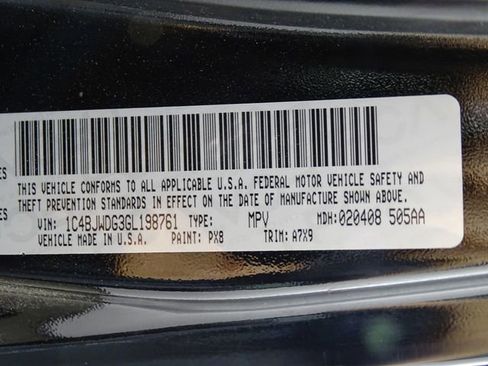 ES
THIS VEHICLE CONFORMS TO ALL APPLICABLE U.S.A. FEDERAL MOTOR VEHICLE SAFETY AND
THEFT PREVENTION STANDARDS IN EFFECT ON THE DATE OF MANUFACTURE SHOWN ABOVE.
VIN: 1C4BJWDG3GL198761 TYPE: MPV MDH: 020408 505AA
VEHICLE MADE IN U.S.A. PAINT: PX8 TRIM: A7X9